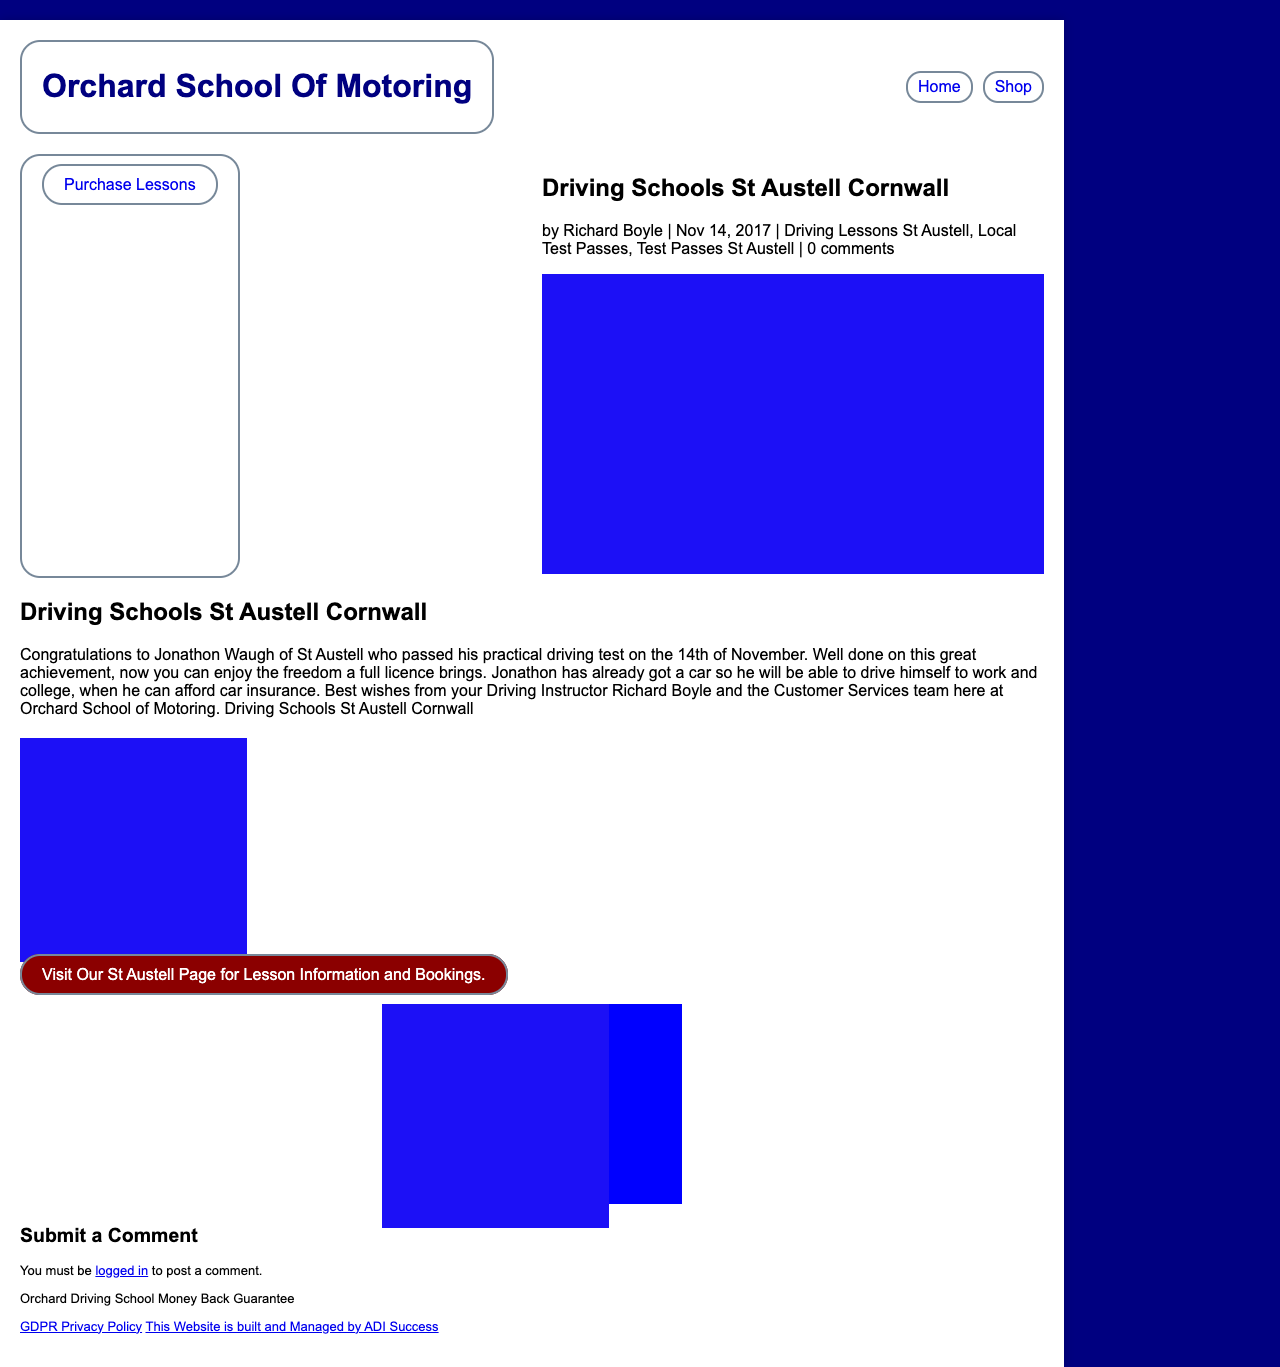 Orchard School Of Motoring
Home
Shop
Purchase Lessons
Driving Schools St Austell Cornwall
by Richard Boyle | Nov 14, 2017 | Driving Lessons St Austell, Local
Test Passes, Test Passes St Austell | 0 comments
Driving Schools St Austell Cornwall
Congratulations to Jonathon Waugh of St Austell who passed his practical driving test on the 14th of November. Well done on this great
achievement, now you can enjoy the freedom a full licence brings. Jonathon has already got a car so he will be able to drive himself to work and
college, when he can afford car insurance. Best wishes from your Driving Instructor Richard Boyle and the Customer Services team here at
Orchard School of Motoring. Driving Schools St Austell Cornwall
Visit Our St Austell Page for Lesson Information and Bookings.
Submit a Comment
You must be logged in to post a comment.
Orchard Driving School Money Back Guarantee
GDPR Privacy Policy This Website is built and Managed by ADI Success